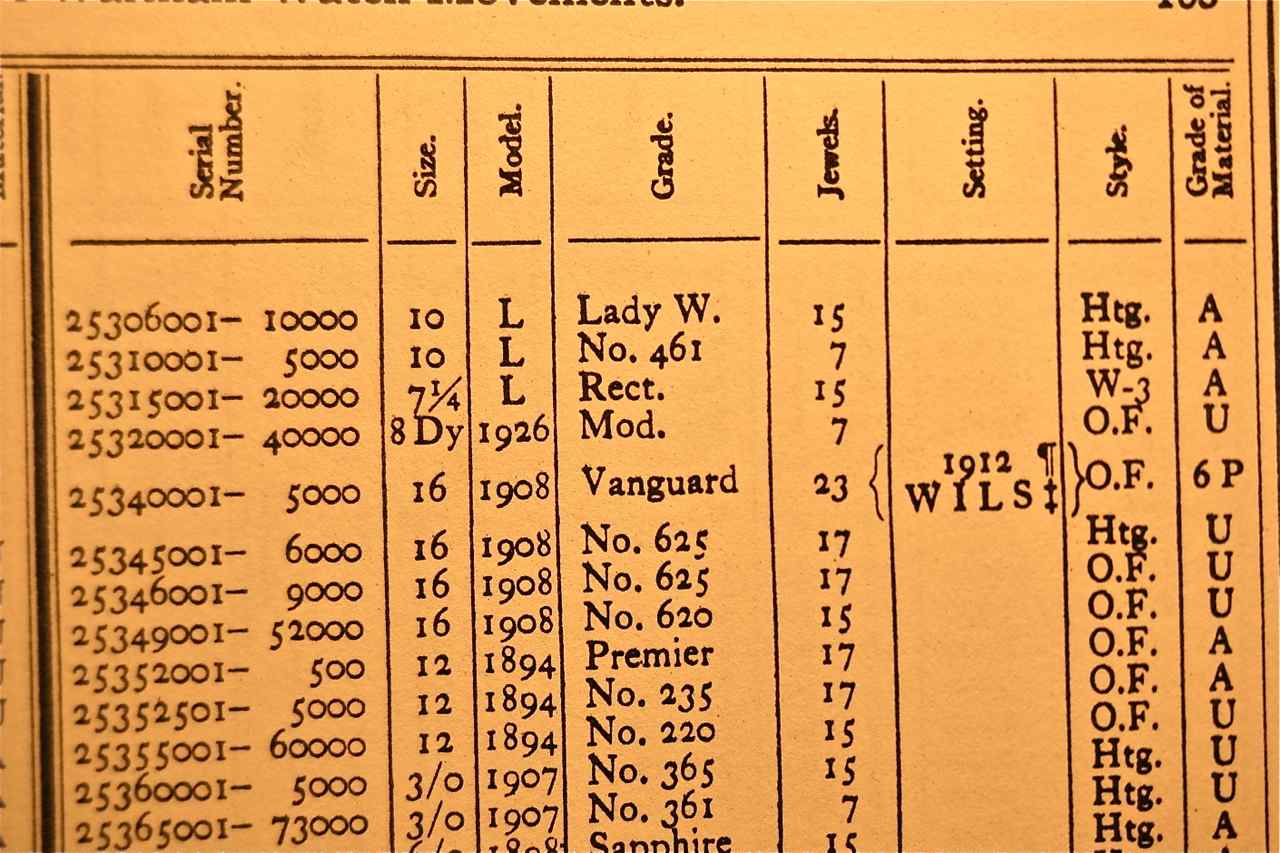 Waltham Watch Movements.
Serial Number. Size. Model. Grade. Jewels. Setting. Style. Grade of Material.
25306001– 10000 10 L Lady W. 15 Htg. A
25310001– 5000 10 L No. 461 7 Htg. A
25315001– 20000 7¼ L Rect. 15 W-3 A
25320001– 40000 8 Dy 1926 Mod. 7 O.F. U
25340001– 5000 16 1908 Vanguard 23 { 1912 ¶ WILS‡ } O.F. 6 P
25345001– 6000 16 1908 No. 625 17 Htg. U
25346001– 9000 16 1908 No. 625 17 O.F. U
25349001– 52000 16 1908 No. 620 15 O.F. U
25352001– 500 12 1894 Premier 17 O.F. A
25352501– 5000 12 1894 No. 235 17 O.F. A
25355001– 60000 12 1894 No. 220 15 O.F. U
25360001– 5000 3/0 1907 No. 365 15 Htg. U
25365001– 73000 3/0 1907 No. 361 7 Htg. U
Sapphire 15 Htg. A